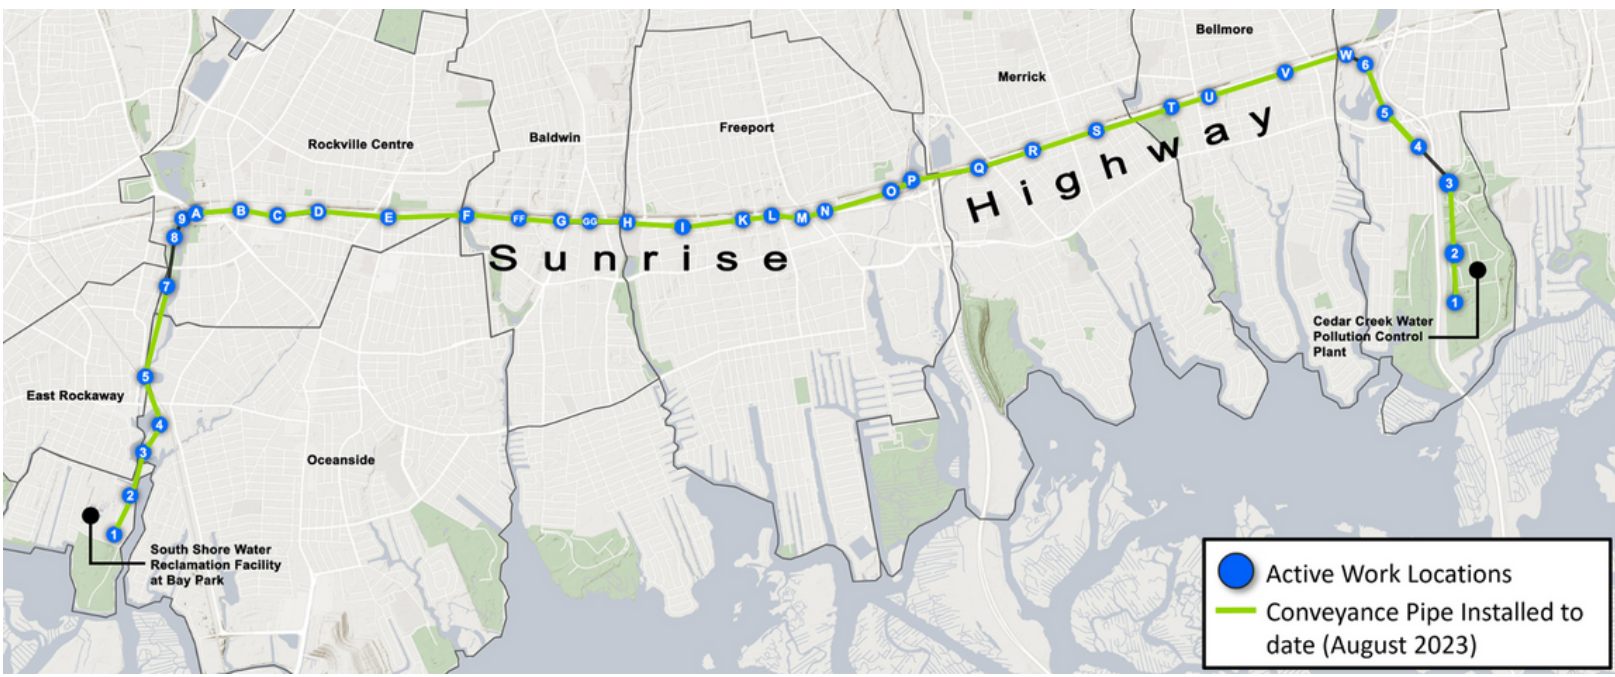 Bellmore
Merrick
Freeport
Baldwin
Rockville Centre
W
6
V
5
U
T
S
4
R
Q
3
P
O
9
A
B
C
D
E
F
FF
G
GG
H
I
K
L
M
N
8
7
2
1
Sunrise
Highway
Cedar Creek Water
Pollution Control
Plant
5
East Rockaway
4
3
Oceanside
2
1
South Shore Water
Reclamation Facility
at Bay Park
Active Work Locations
Conveyance Pipe Installed to
date (August 2023)